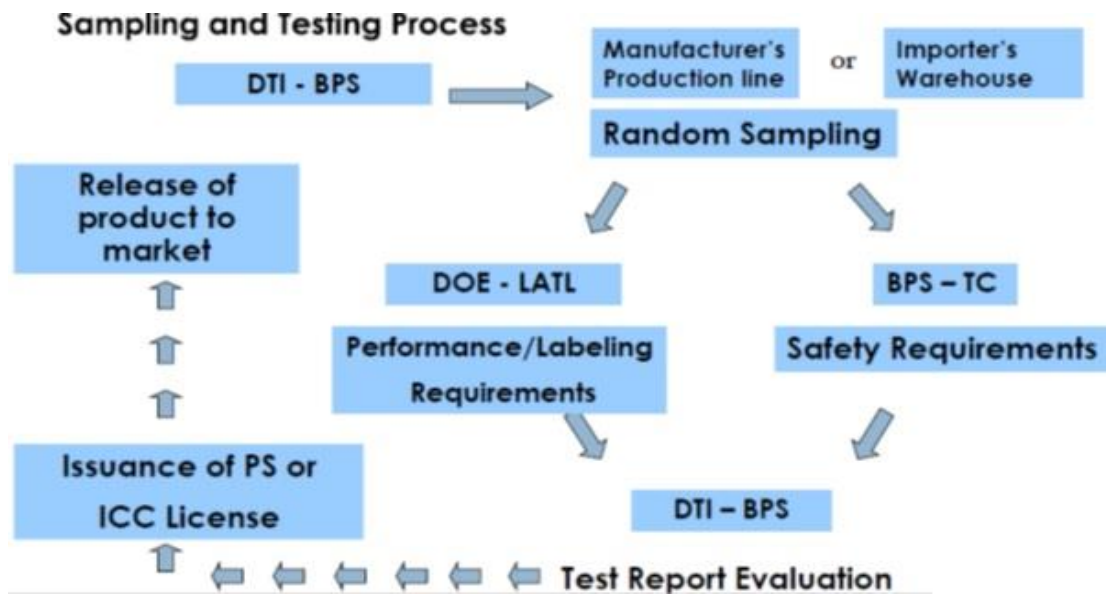 Sampling and Testing Process
DTI - BPS
Manufacturer's
Production line
or
Importer's
Warehouse
Random Sampling
Release of
product to
market
DOE - LATL
BPS – TC
Performance/Labeling
Requirements
Safety Requirements
Issuance of PS or
ICC License
DTI – BPS
Test Report Evaluation